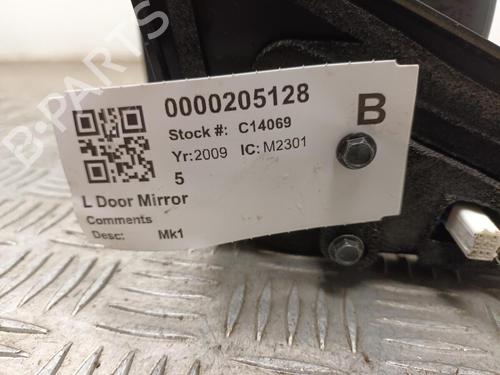 0000205128
B
Stock #: C14069
Yr:2009 IC: M2301
5
L Door Mirror
Comments
Desc: Mk1
B-PARTS